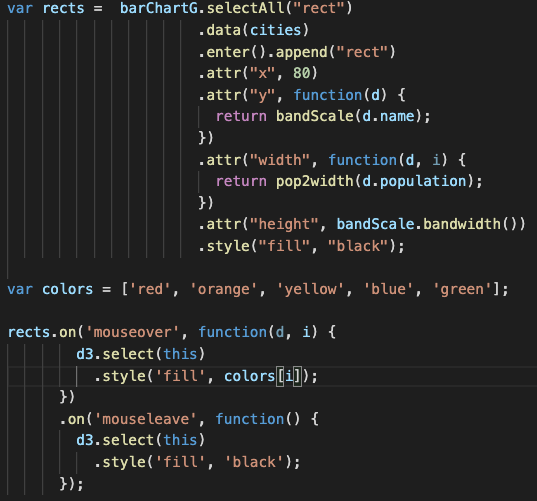 var rects =  barChartG.selectAll("rect")
                      .data(cities)
                      .enter().append("rect")
                      .attr("x", 80)
                      .attr("y", function(d) {
                        return bandScale(d.name);
                      })
                      .attr("width", function(d, i) {
                        return pop2width(d.population);
                      })
                      .attr("height", bandScale.bandwidth())
                      .style("fill", "black");

var colors = ['red', 'orange', 'yellow', 'blue', 'green'];

rects.on('mouseover', function(d, i) {
        d3.select(this)
          .style('fill', colors[i]);
      })
      .on('mouseleave', function() {
        d3.select(this)
          .style('fill', 'black');
      });